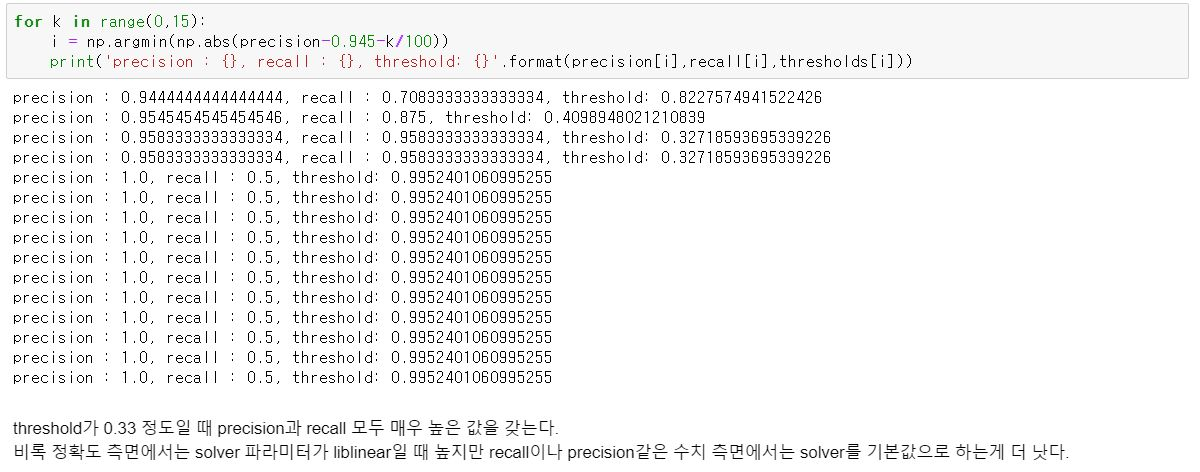 for k in range(0,15):
    i = np.argmin(np.abs(precision-0.945-k/100))
    print('precision : {}, recall : {}, threshold: {}'.format(precision[i],recall[i],thresholds[i]))
precision : 0.9444444444444444, recall : 0.7083333333333334, threshold: 0.8227574941522426
precision : 0.9545454545454546, recall : 0.875, threshold: 0.4098948021210839
precision : 0.9583333333333334, recall : 0.9583333333333334, threshold: 0.32718593695339226
precision : 0.9583333333333334, recall : 0.9583333333333334, threshold: 0.32718593695339226
precision : 1.0, recall : 0.5, threshold: 0.9952401060995255
precision : 1.0, recall : 0.5, threshold: 0.9952401060995255
precision : 1.0, recall : 0.5, threshold: 0.9952401060995255
precision : 1.0, recall : 0.5, threshold: 0.9952401060995255
precision : 1.0, recall : 0.5, threshold: 0.9952401060995255
precision : 1.0, recall : 0.5, threshold: 0.9952401060995255
precision : 1.0, recall : 0.5, threshold: 0.9952401060995255
precision : 1.0, recall : 0.5, threshold: 0.9952401060995255
precision : 1.0, recall : 0.5, threshold: 0.9952401060995255
precision : 1.0, recall : 0.5, threshold: 0.9952401060995255
precision : 1.0, recall : 0.5, threshold: 0.9952401060995255
threshold가 0.33 정도일 때 precision과 recall 모두 매우 높은 값을 갖는다.
비록 정확도 측면에서는 solver 파라미터가 liblinear일 때 높지만 recall이나 precision같은 수치 측면에서는 solver를 기본값으로 하는게 더 낫다.